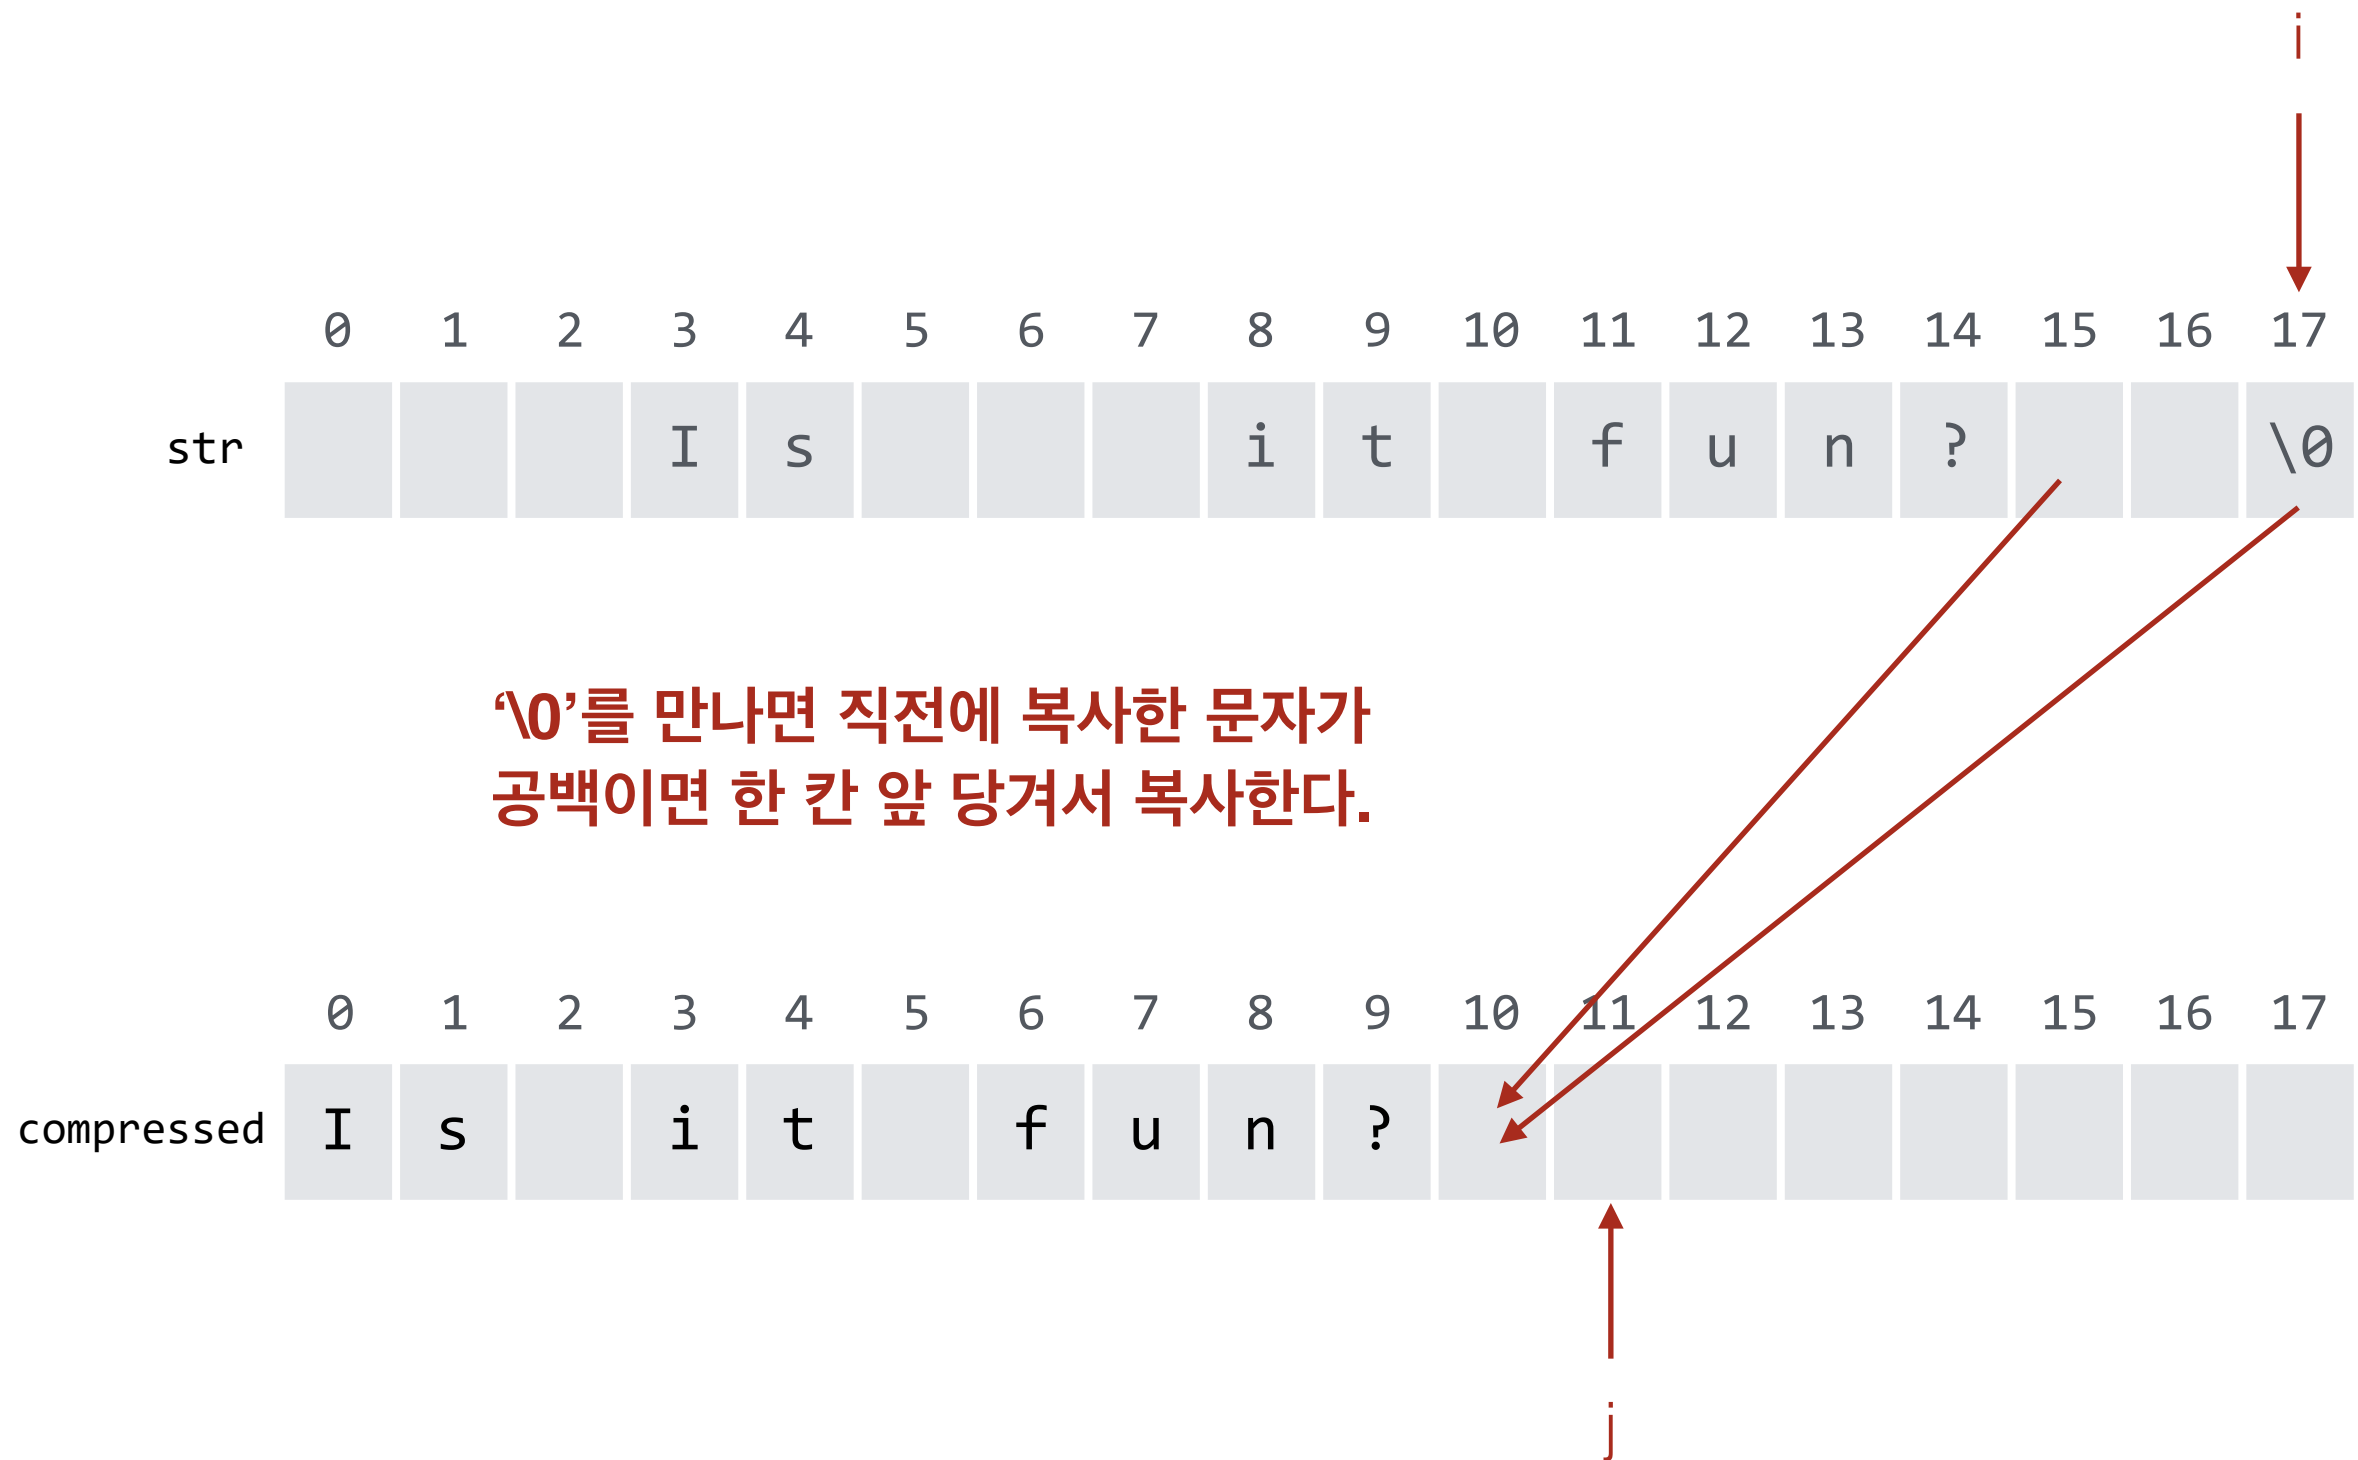 i
0 1 2 3 4 5 6 7 8 9 10 11 12 13 14 15 16 17
str I s i t f u n ? \0
‘\0’를 만나면 직전에 복사한 문자가
공백이면 한 칸 앞 당겨서 복사한다.
0 1 2 3 4 5 6 7 8 9 10 11 12 13 14 15 16 17
compressed I s i t f u n ?
j